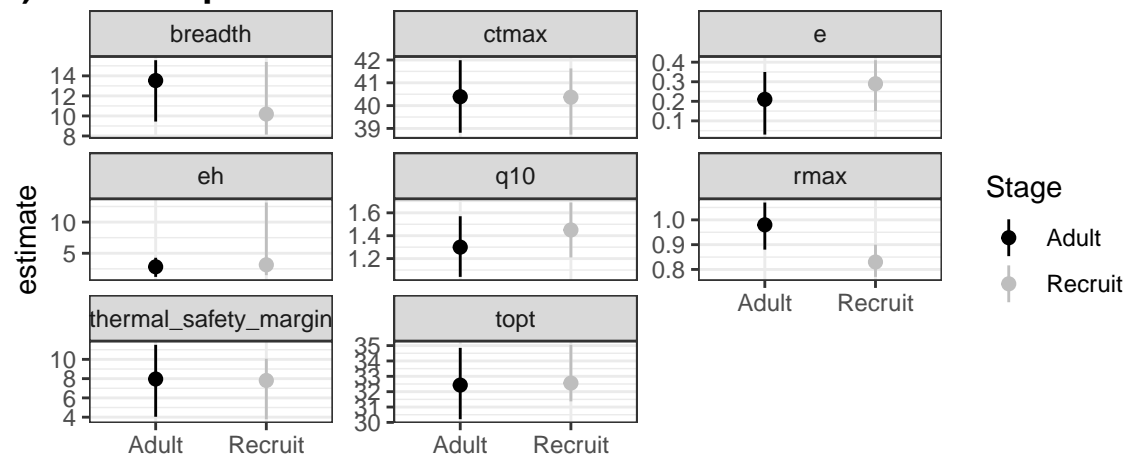 breadth ctmax e
14 12 10 8
42 41 40 39
0.4 0.3 0.2 0.1
eh q10 rmax
10 5
1.6 1.4 1.2
1.0 0.9 0.8
Adult Recruit
thermal_safety_margin topt
10 8 6 4
35 34 33 32 31 30
Adult Recruit Adult Recruit
estimate
Stage
Adult
Recruit